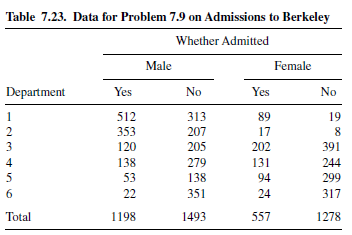 Table 7.23. Data for Problem 7.9 on Admissions to Berkeley
Whether Admitted
Male Female
Department Yes No Yes No
1 512 313 89 19
2 353 207 17 8
3 120 205 202 391
4 138 279 131 244
5 53 138 94 299
6 22 351 24 317
Total 1198 1493 557 1278